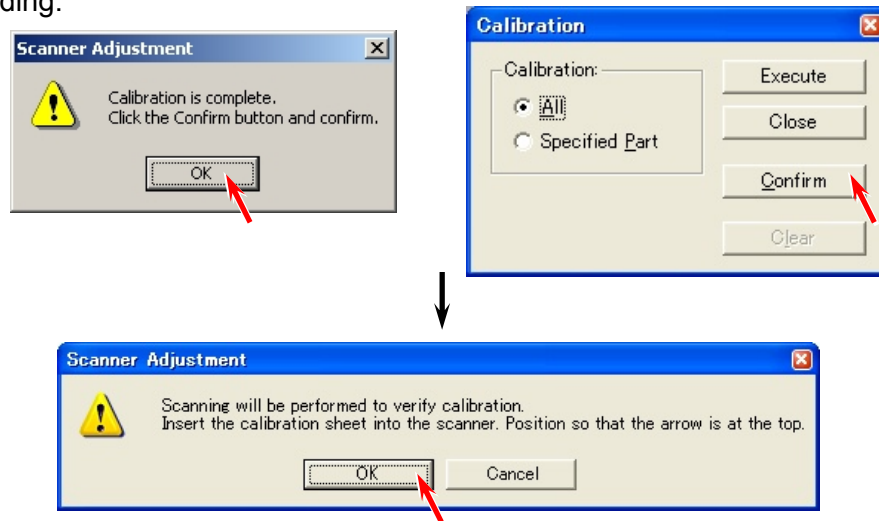 ding.
Scanner Adjustment
Calibration is complete.
Click the Confirm button and confirm.
OK
Calibration
Calibration:
All
Specified Part
Execute
Close
Confirm
Clear
Scanner Adjustment
Scanning will be performed to verify calibration.
Insert the calibration sheet into the scanner. Position so that the arrow is at the top.
OK
Cancel